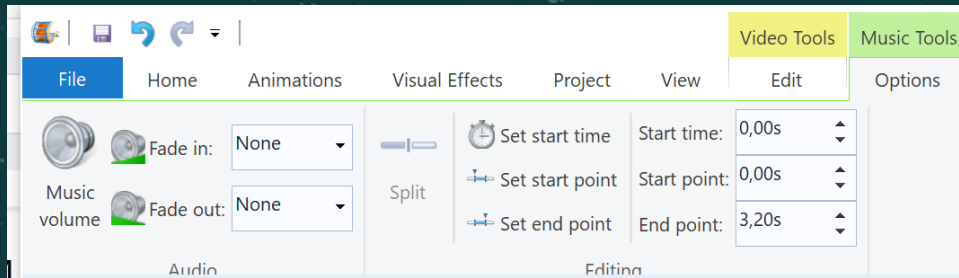 Video Tools Music Tools
File Home Animations Visual Effects Project View Edit Options
Music volume
Fade in: None
Fade out: None
Split
Set start time
Set start point
Set end point
Start time: 0,00s
Start point: 0,00s
End point: 3,20s
Audio Editing